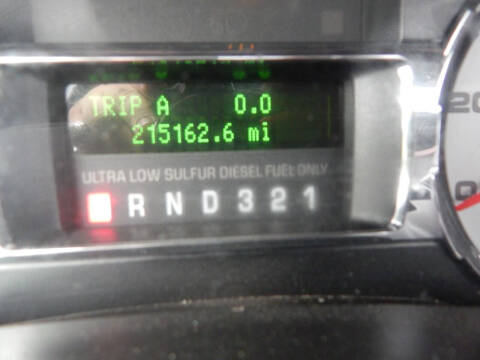 TRIP A 0.0
215162.6 mi
ULTRA LOW SULFUR DIESEL FUEL ONLY
R N D 3 2 1